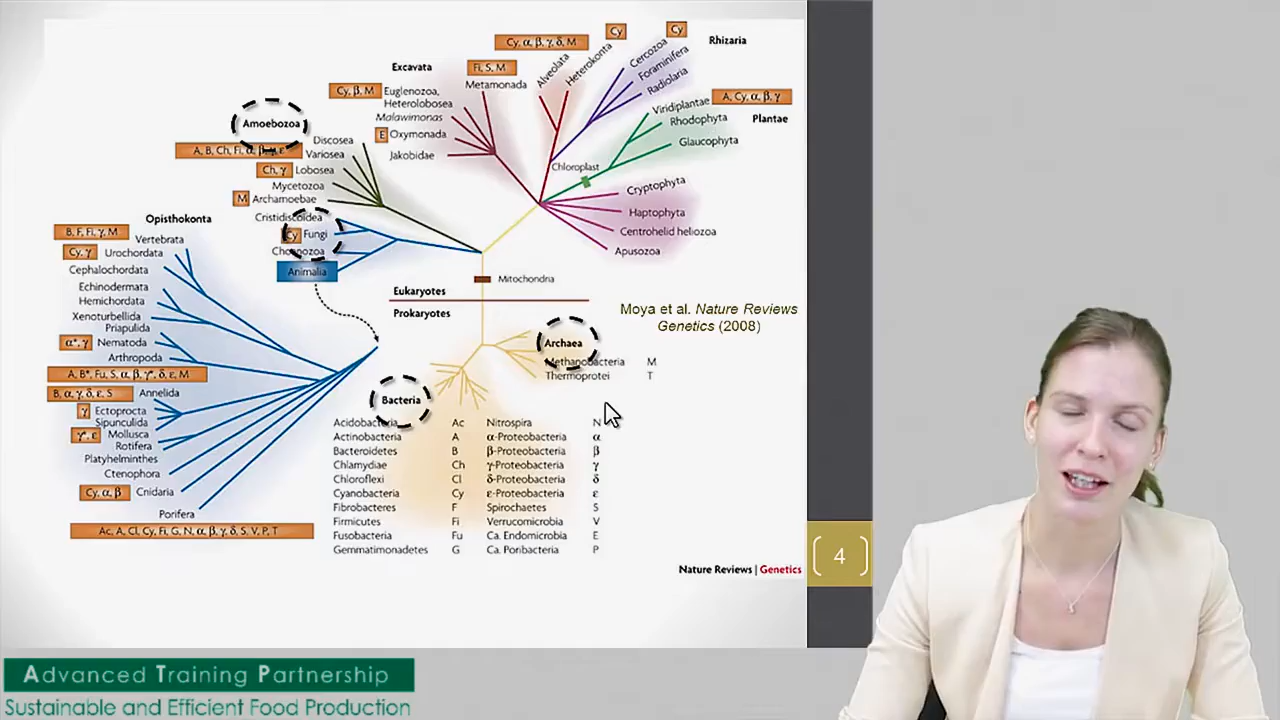 Cy, α, β, γ, δ, M
Cy
Cy
Rhizaria
Cercozoa
Foraminifera
Radiolaria
Alveolata
Heterokonta
Excavata
Fi, S, M
Metamonada
Cy, β, M
Euglenozoa,
Heterolobosea
Malawimonas
E
Oxymonada
Jakobidae
Viridiplantae
A, Cy, α, β, γ
Rhodophyta
Plantae
Glaucophyta
Chloroplast
Cryptophyta
Haptophyta
Centrohelid heliozoa
Apusozoa
Amoebozoa
Discosea
A, B, Ch, Fi, α, β, γ, ε
Variosea
Ch, γ
Lobosea
Mycetozoa
M
Archamoebae
Cristidiscoidea
Cy
Fungi
Animalia
Opisthokonta
B, F, Fi, γ, M
Vertebrata
Cy, γ
Urochordata
Cephalochordata
Echinodermata
Hemichordata
Xenoturbellida
Priapulida
α*, γ
Nematoda
Arthropoda
A, B*, Fu, S, α, β, γ*, δ, ε, M
B, α, γ, δ, ε, S
Annelida
γ
Ectoprocta
Sipunculida
γ*, ε
Mollusca
Rotifera
Platyhelminthes
Ctenophora
Cy, α, β
Cnidaria
Porifera
Ac, A, Cl, Cy, Fi, G, N, α, β, γ, δ, S, V, P, T
Mitochondria
Eukaryotes
Prokaryotes
Moya et al. Nature Reviews
Genetics (2008)
Archaea
Methanobacteria M
Thermoprotei T
Bacteria
Acidobacteria Ac Nitrospira N
Actinobacteria A α-Proteobacteria α
Bacteroidetes B β-Proteobacteria β
Chlamydiae Ch γ-Proteobacteria γ
Chloroflexi Cl δ-Proteobacteria δ
Cyanobacteria Cy ε-Proteobacteria ε
Fibrobacteres F Spirochaetes S
Firmicutes Fi Verrucomicrobia V
Fusobacteria Fu Ca. Endomicrobia E
Gemmatimonadetes G Ca. Poribacteria P
Nature Reviews | Genetics
4
Advanced Training Partnership
Sustainable and Efficient Food Production